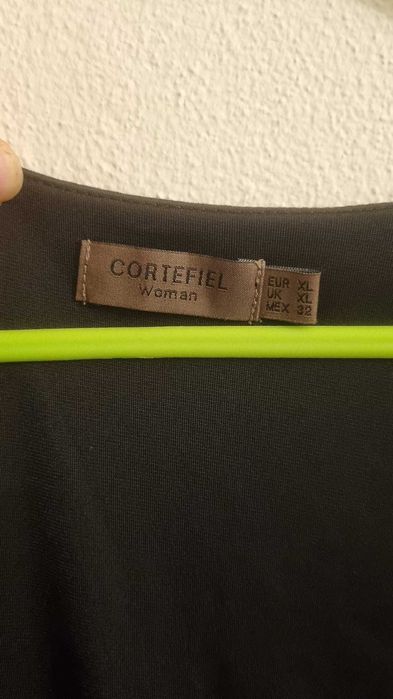 CORTEFIEL
Woman
EUR XL
UK XL
MEX 32